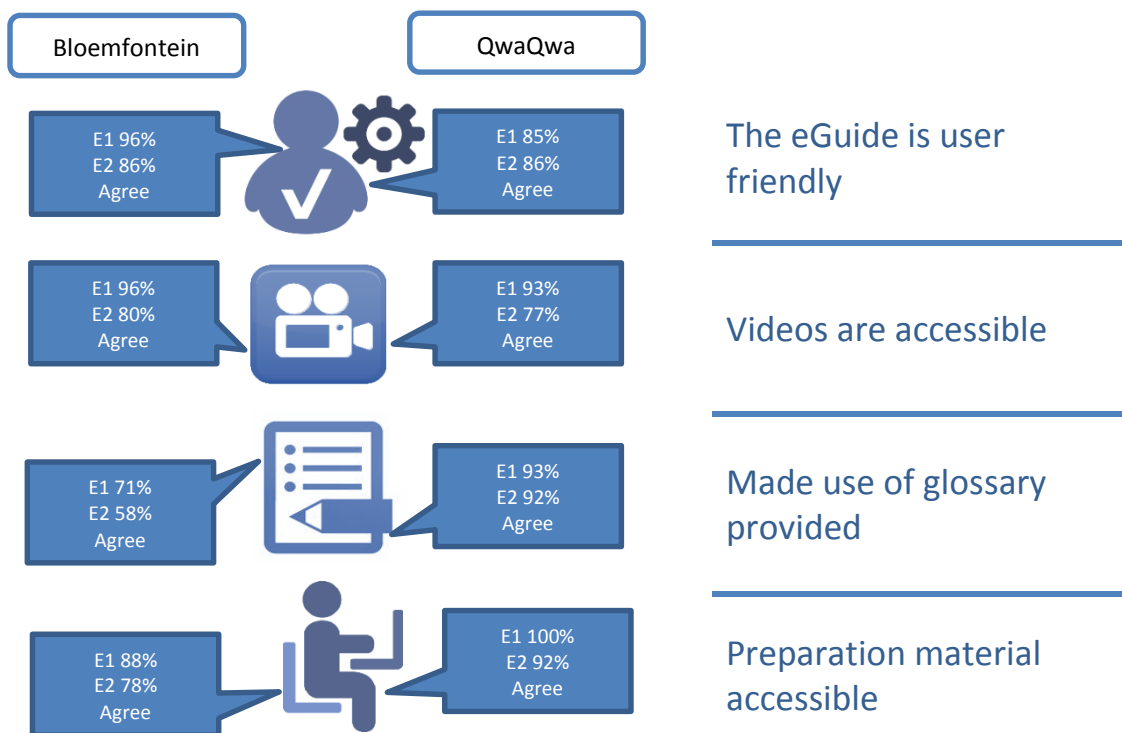 Bloemfontein
QwaQwa
E1 96%
E2 86%
Agree
E1 85%
E2 86%
Agree
The eGuide is user
friendly
E1 96%
E2 80%
Agree
E1 93%
E2 77%
Agree
Videos are accessible
E1 71%
E2 58%
Agree
E1 93%
E2 92%
Agree
Made use of glossary
provided
E1 88%
E2 78%
Agree
E1 100%
E2 92%
Agree
Preparation material
accessible